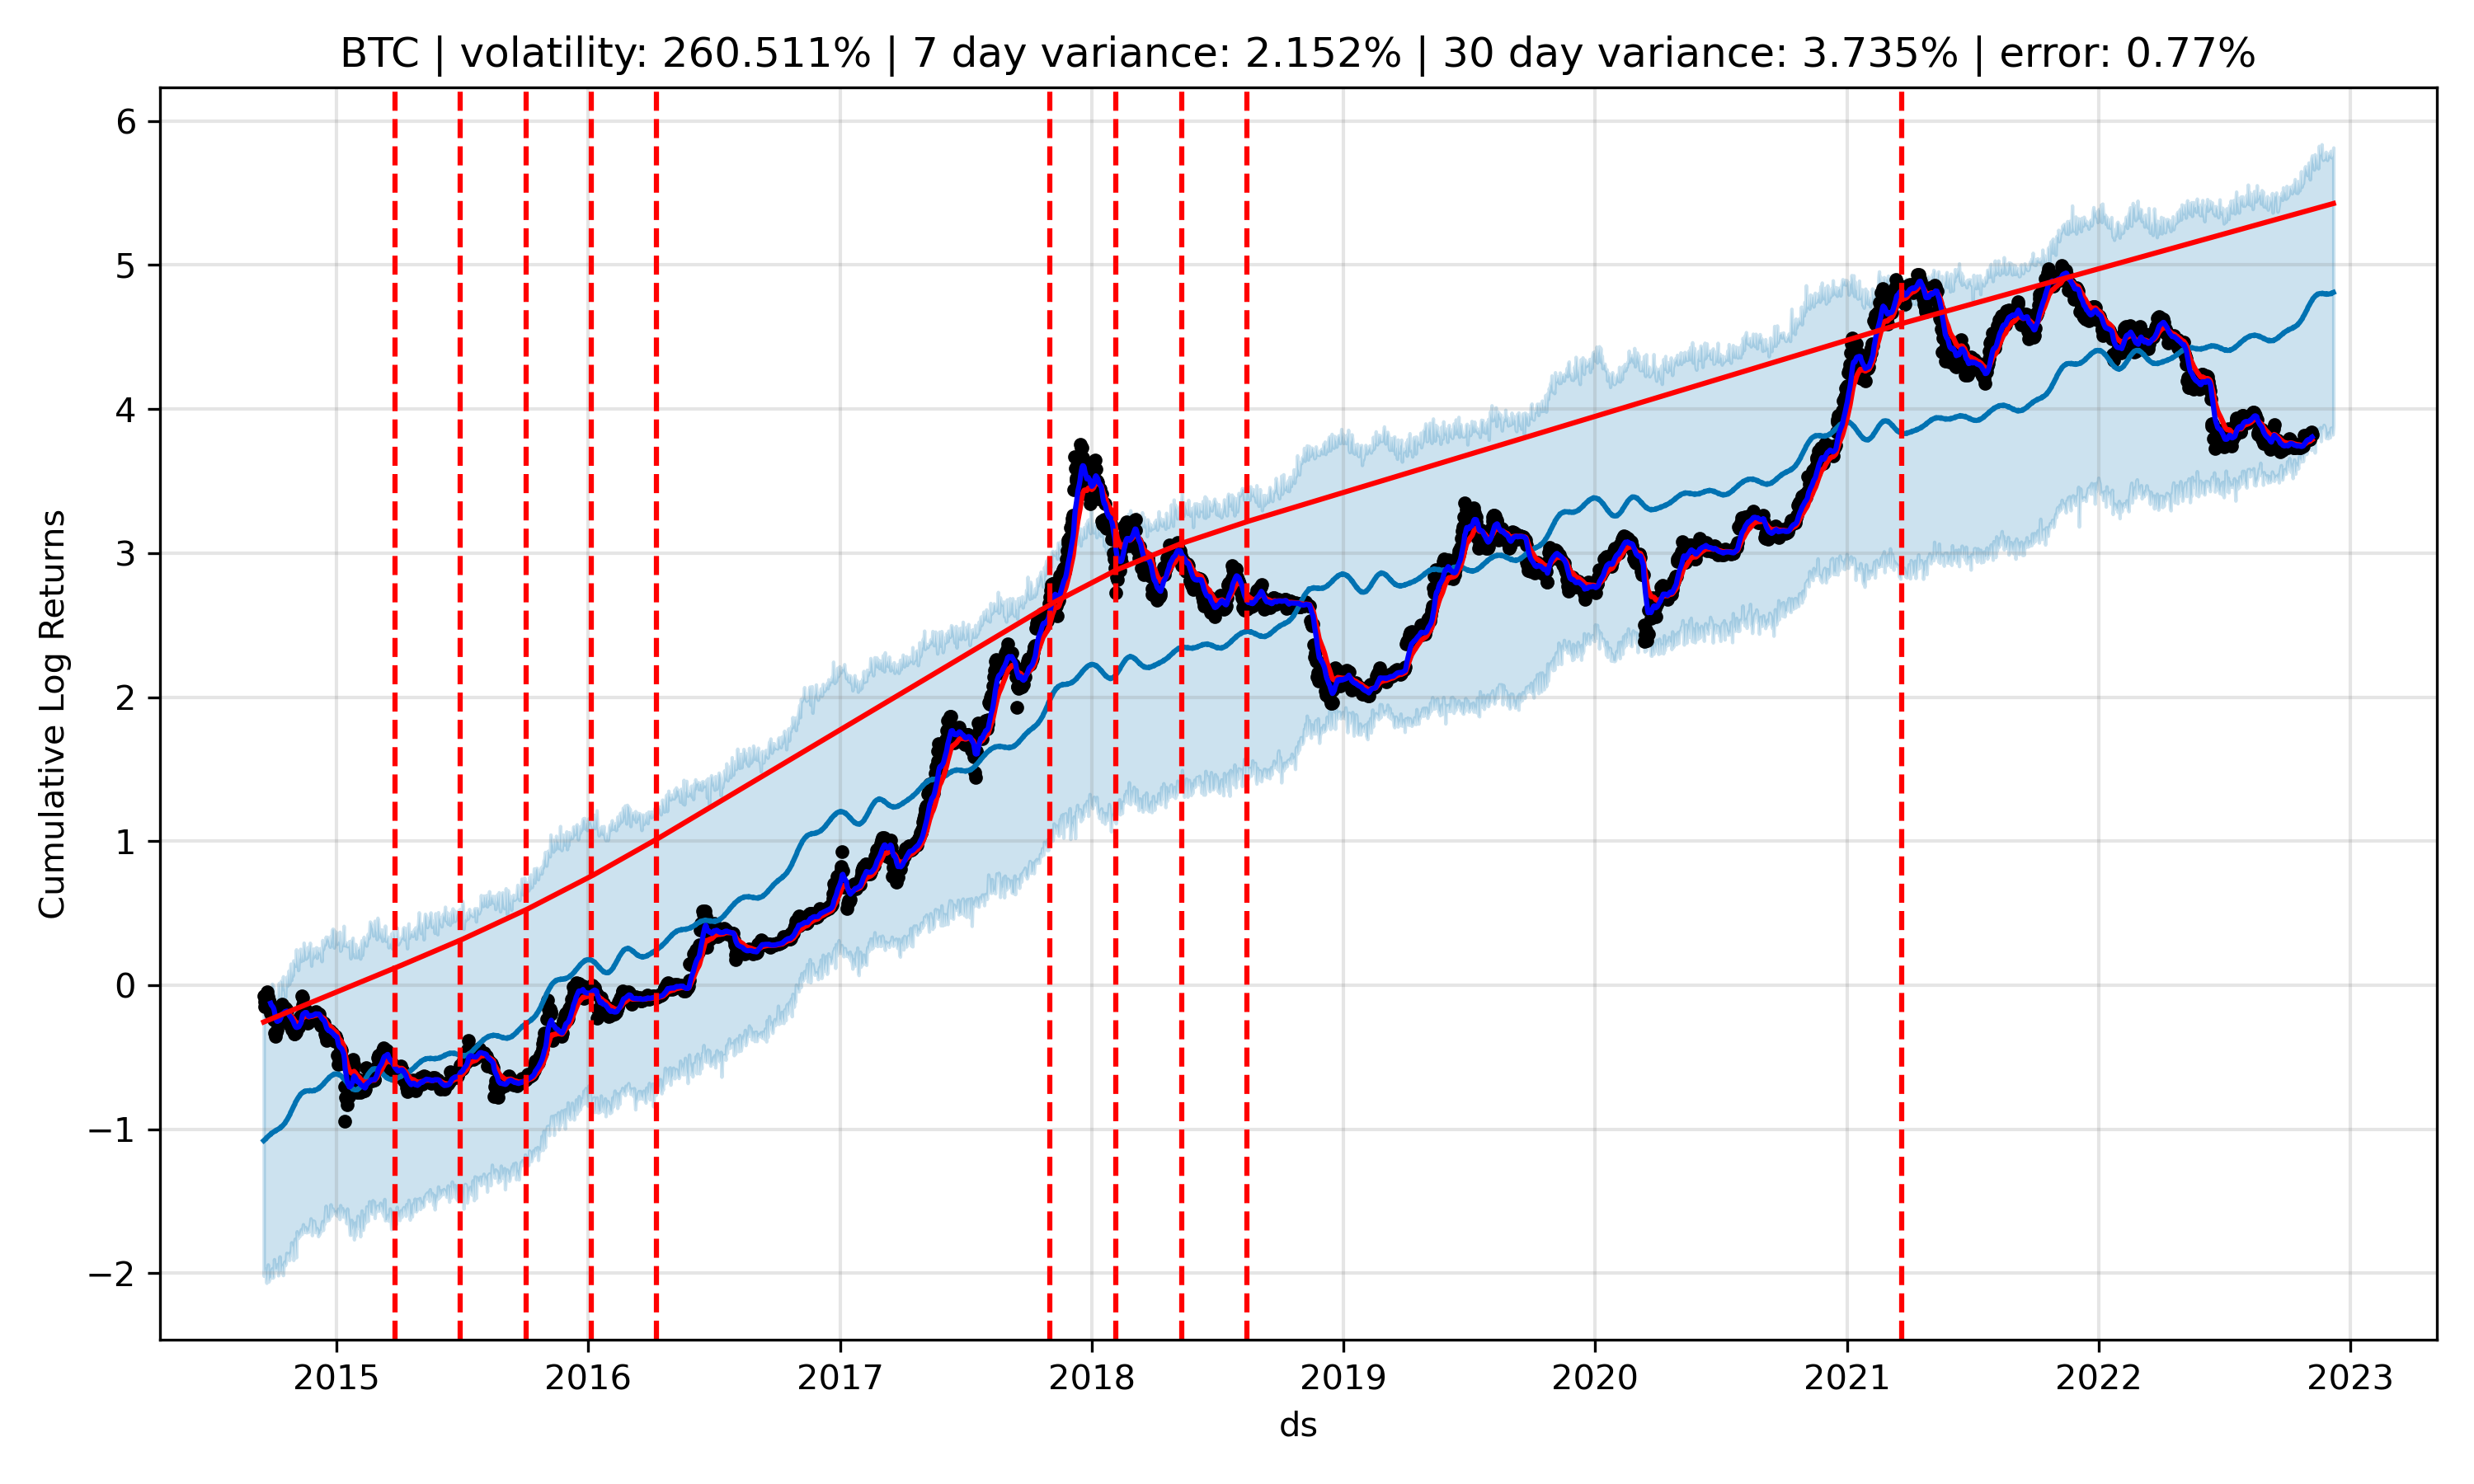 BTC | volatility: 260.511% | 7 day variance: 2.152% | 30 day variance: 3.735% | error: 0.77%
6
5
4
3
2
1
0
−1
−2
Cumulative Log Returns
2015 2016 2017 2018 2019 2020 2021 2022 2023
ds